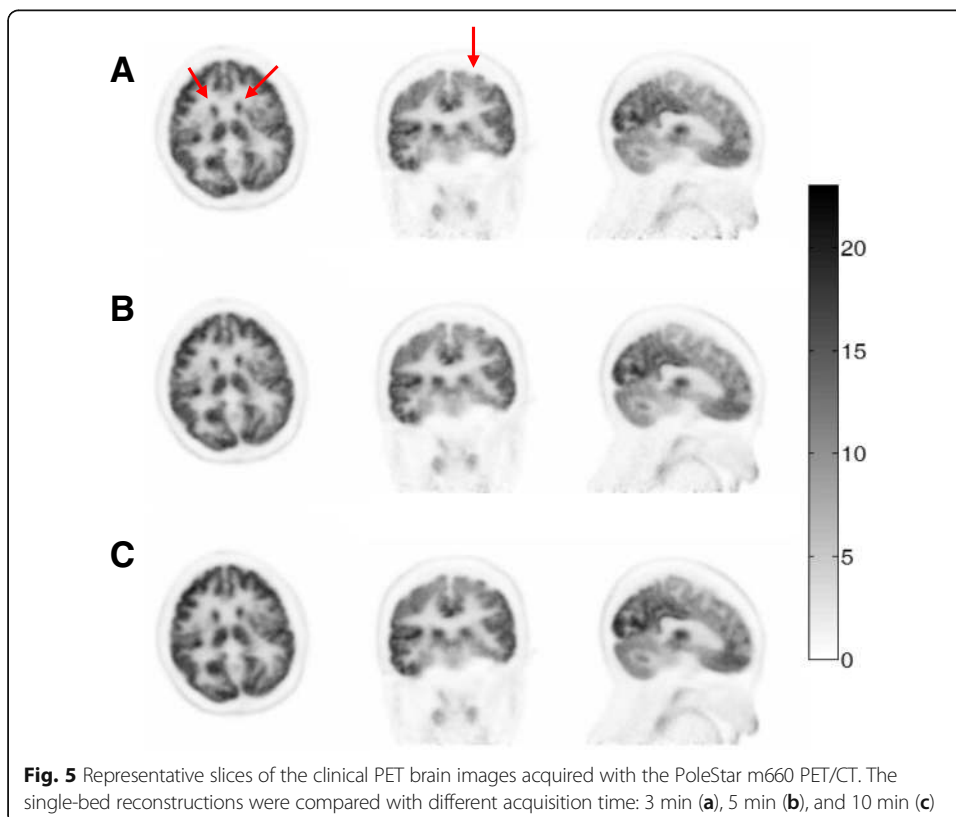 A
B
C
20
15
10
5
0
Fig. 5 Representative slices of the clinical PET brain images acquired with the PoleStar m660 PET/CT. The
single-bed reconstructions were compared with different acquisition time: 3 min (a), 5 min (b), and 10 min (c)